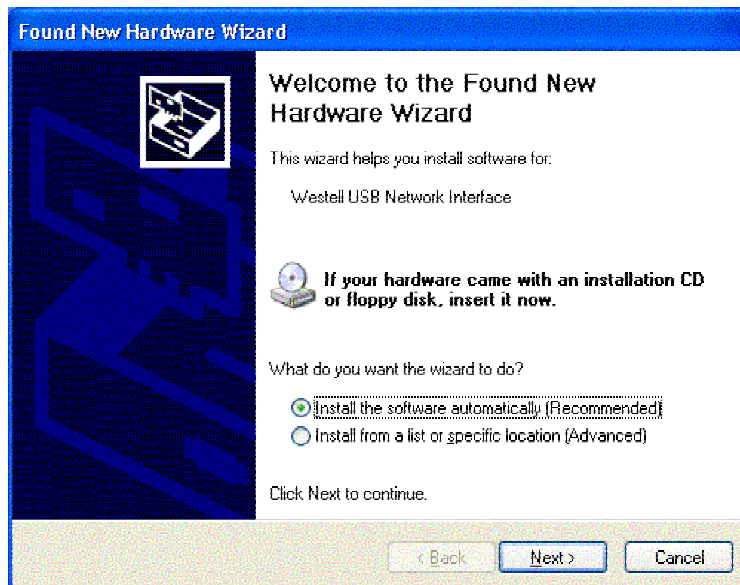 Found New Hardware Wizard
Welcome to the Found New
Hardware Wizard
This wizard helps you install software for:
Westell USB Network Interface
If your hardware came with an installation CD
or floppy disk, insert it now.
What do you want the wizard to do?
Install the software automatically (Recommended)
Install from a list or specific location (Advanced)
Click Next to continue.
< Back
Next >
Cancel